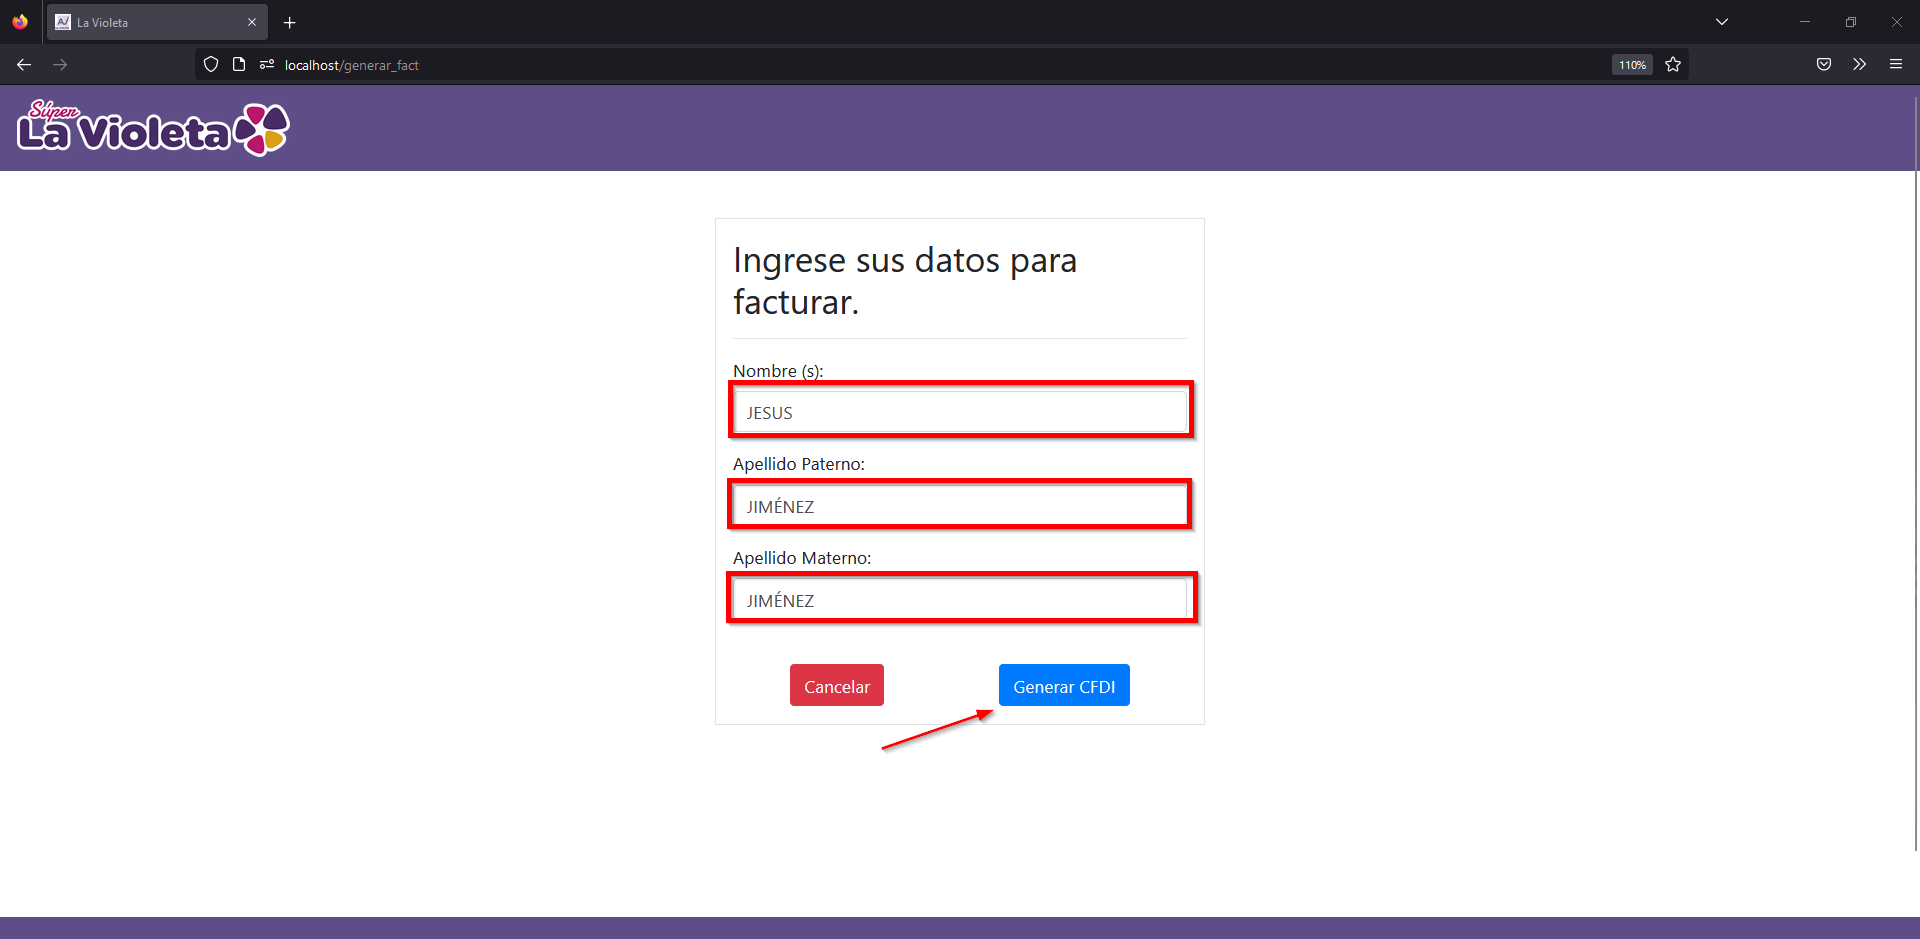 La Violeta
localhost/generar_fact
110%
Súper
La Violeta
Ingrese sus datos para
facturar.
Nombre (s):
JESUS
Apellido Paterno:
JIMÉNEZ
Apellido Materno:
JIMÉNEZ
Cancelar
Generar CFDI